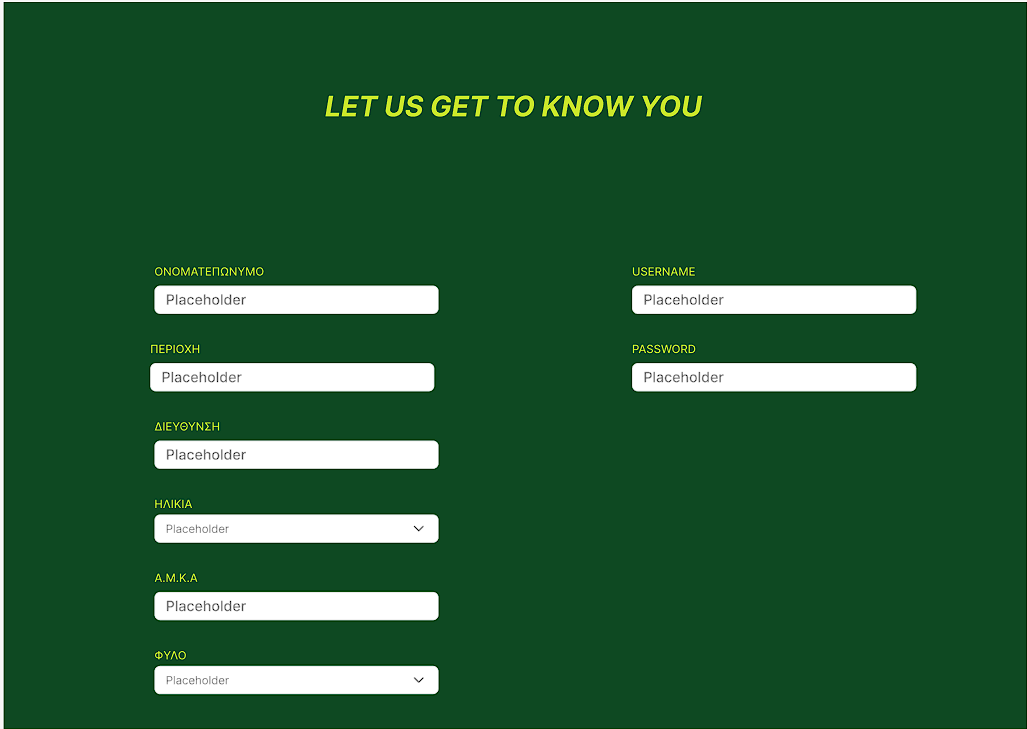 LET US GET TO KNOW YOU
ΟΝΟΜΑΤΕΠΩΝΥΜΟ
Placeholder
ΠΕΡΙΟΧΗ
Placeholder
ΔΙΕΥΘΥΝΣΗ
Placeholder
ΗΛΙΚΙΑ
Placeholder
Α.Μ.Κ.Α
Placeholder
ΦΥΛΟ
Placeholder
USERNAME
Placeholder
PASSWORD
Placeholder